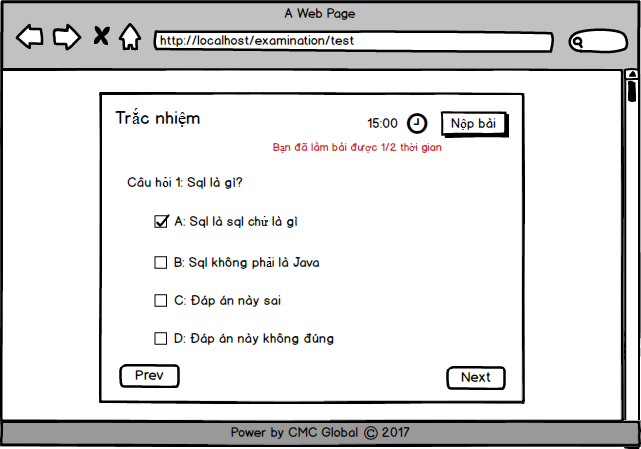 A Web Page
http://localhost/examination/test
Trắc nhiệm
15:00
Nộp bài
Bạn đã làm bài được 1/2 thời gian
Câu hỏi 1: Sql là gì?
A: Sql là sql chứ là gì
B: Sql không phải là Java
C: Đáp án này sai
D: Đáp án này không đúng
Prev
Next
Power by CMC Global © 2017